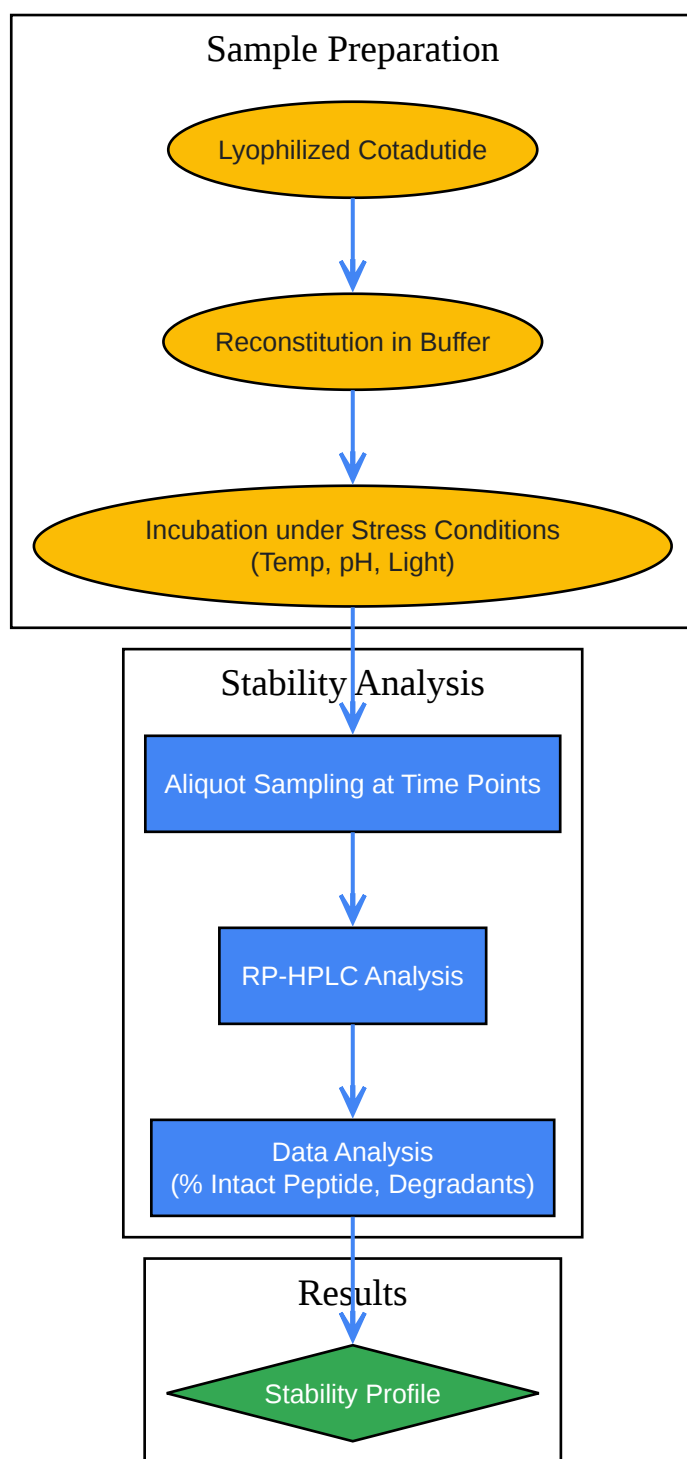 Sample Preparation
Lyophilized Cotadutide
Reconstitution in Buffer
Incubation under Stress Conditions
(Temp, pH, Light)
Stability Analysis
Aliquot Sampling at Time Points
RP-HPLC Analysis
Data Analysis
(% Intact Peptide, Degradants)
Results
Stability Profile